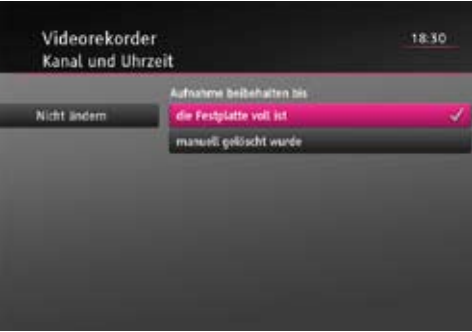 Videorekorder
18:30
Kanal und Uhrzeit
Aufnahme beibehalten bis
Nicht ändern
die Festplatte voll ist
manuell gelöscht wurde